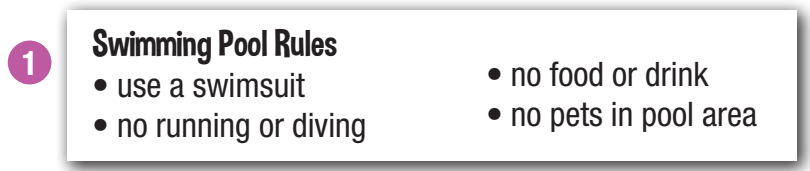 1
Swimming Pool Rules
• use a swimsuit
• no running or diving
• no food or drink
• no pets in pool area